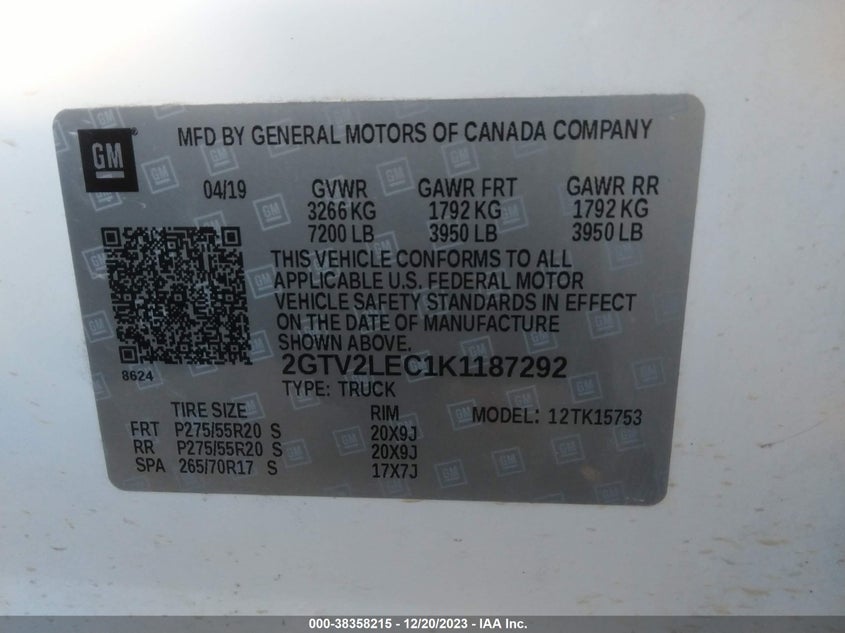 GM ®
MFD BY GENERAL MOTORS OF CANADA COMPANY
04/19 GVWR GAWR FRT GAWR RR
3266 KG 1792 KG 1792 KG
7200 LB 3950 LB 3950 LB
THIS VEHICLE CONFORMS TO ALL
APPLICABLE U.S. FEDERAL MOTOR
VEHICLE SAFETY STANDARDS IN EFFECT
ON THE DATE OF MANUFACTURE
SHOWN ABOVE.
8624
2GTV2LEC1K1187292
TYPE: TRUCK
TIRE SIZE RIM MODEL: 12TK15753
FRT P275/55R20 S 20X9J
RR P275/55R20 S 20X9J
SPA 265/70R17 S 17X7J
000-38358215 - 12/20/2023 - IAA Inc.